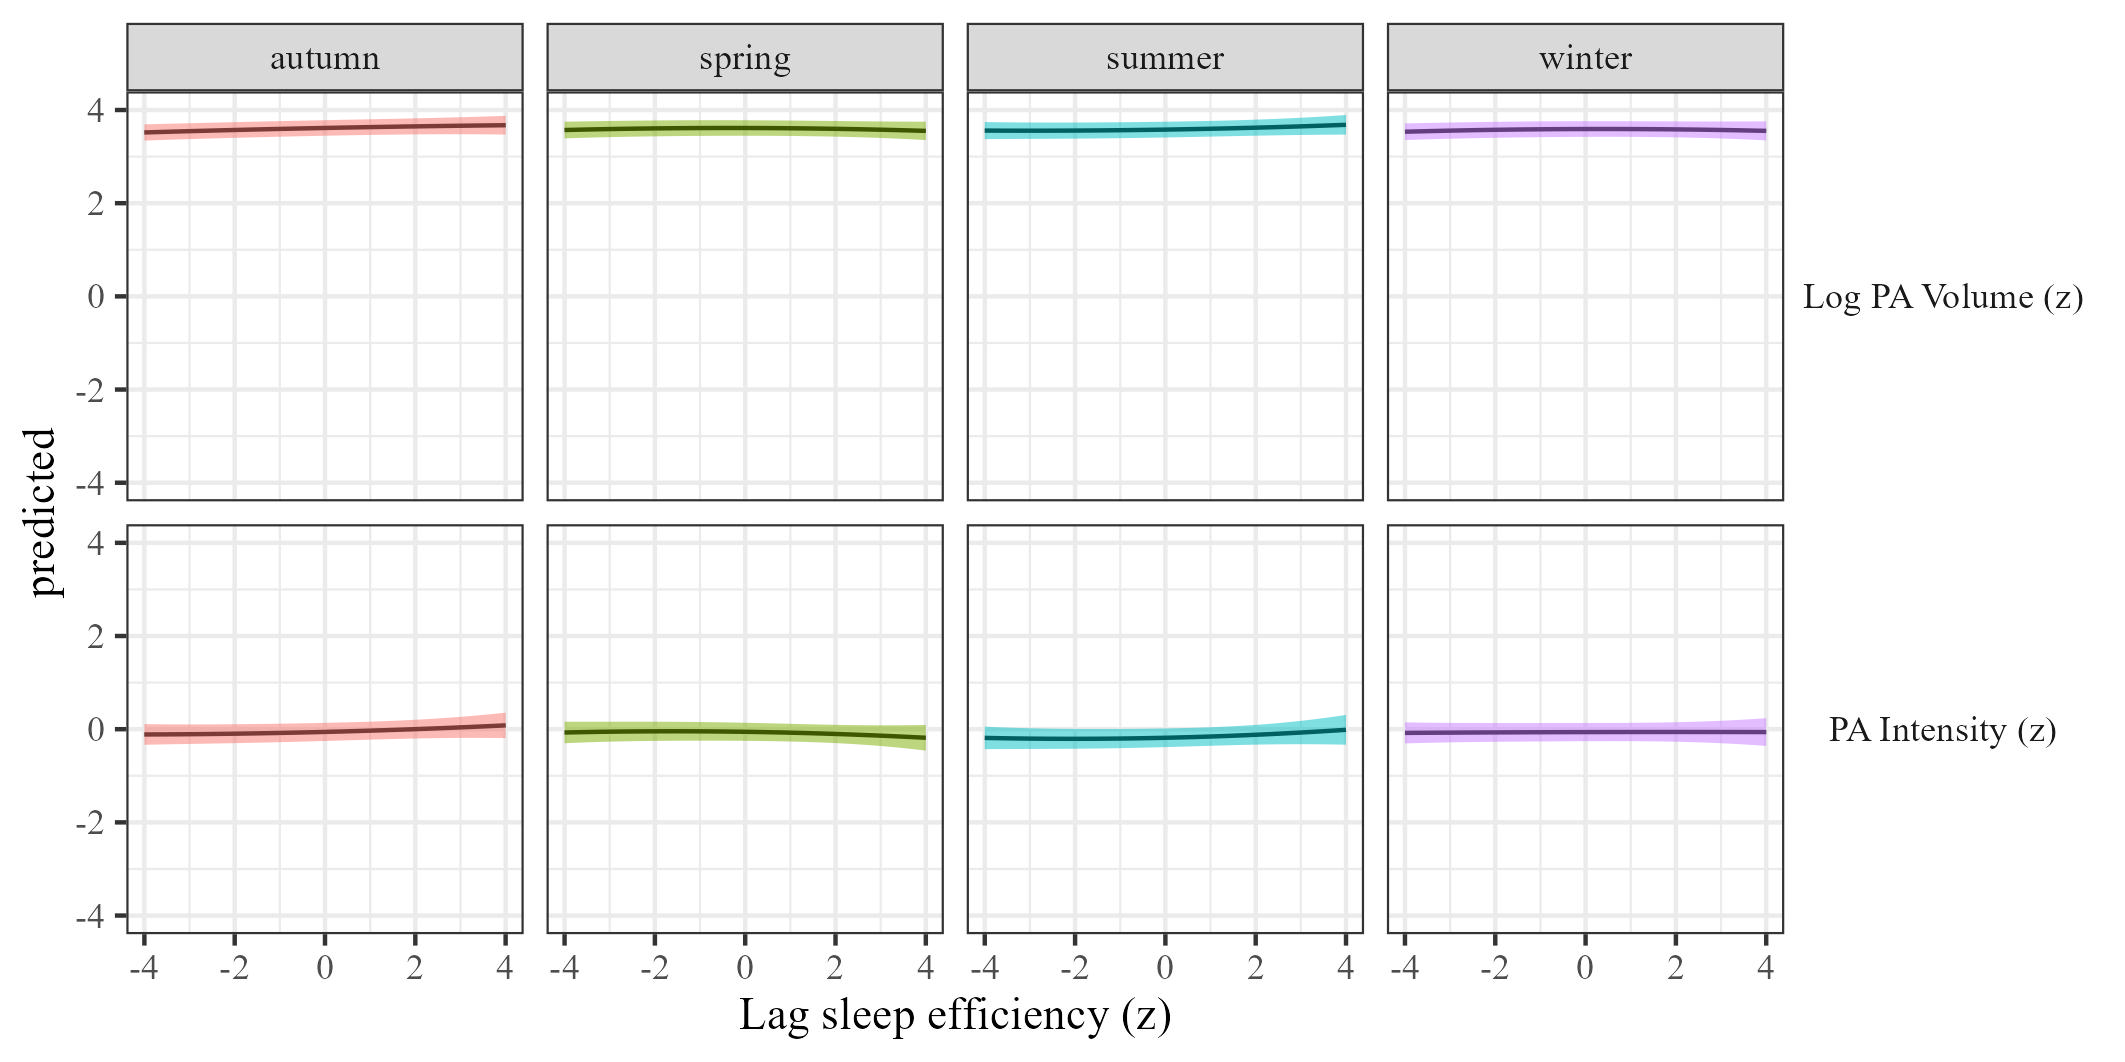 autumn spring summer winter
4
2
0
-2
-4
Log PA Volume (z)
predicted
4
2
0
-2
-4
PA Intensity (z)
-4 -2 0 2 4 -4 -2 0 2 4 -4 -2 0 2 4 -4 -2 0 2 4
Lag sleep efficiency (z)